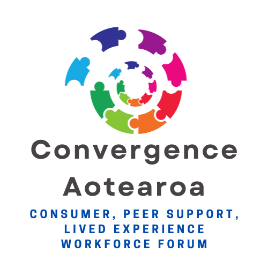 Convergence
Aotearoa
CONSUMER, PEER SUPPORT,
LIVED EXPERIENCE
WORKFORCE FORUM